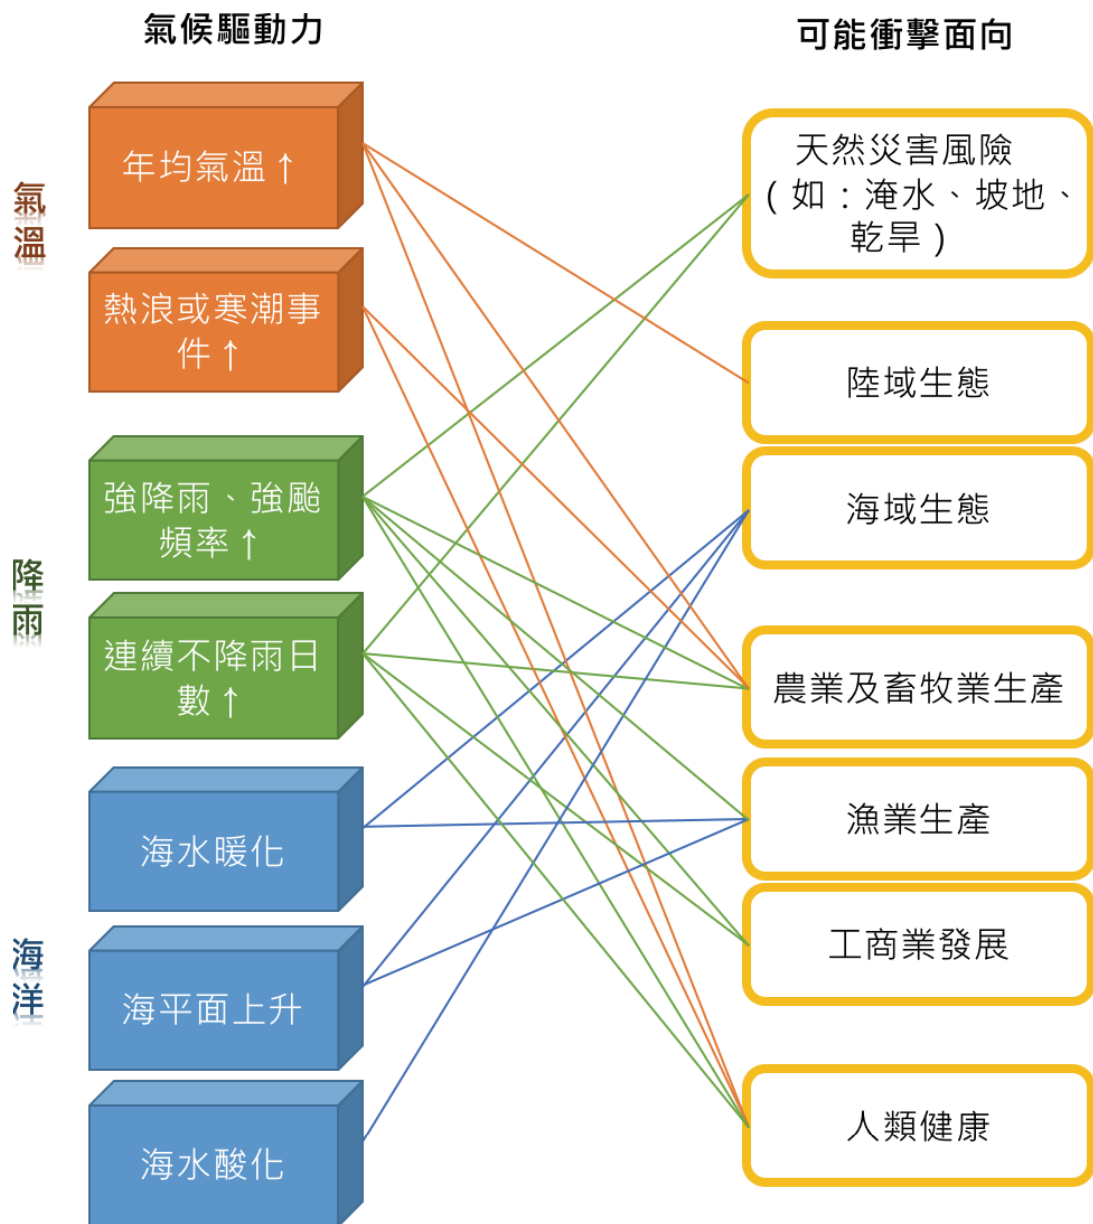 氣候驅動力
可能衝擊面向
氣溫
年均氣溫↑
熱浪或寒潮事
件↑
降雨
強降雨、強颱
頻率↑
連續不降雨日
數↑
海洋
海水暖化
海平面上升
海水酸化
天然災害風險
（如：淹水、坡地、
乾旱）
陸域生態
海域生態
農業及畜牧業生產
漁業生產
工商業發展
人類健康